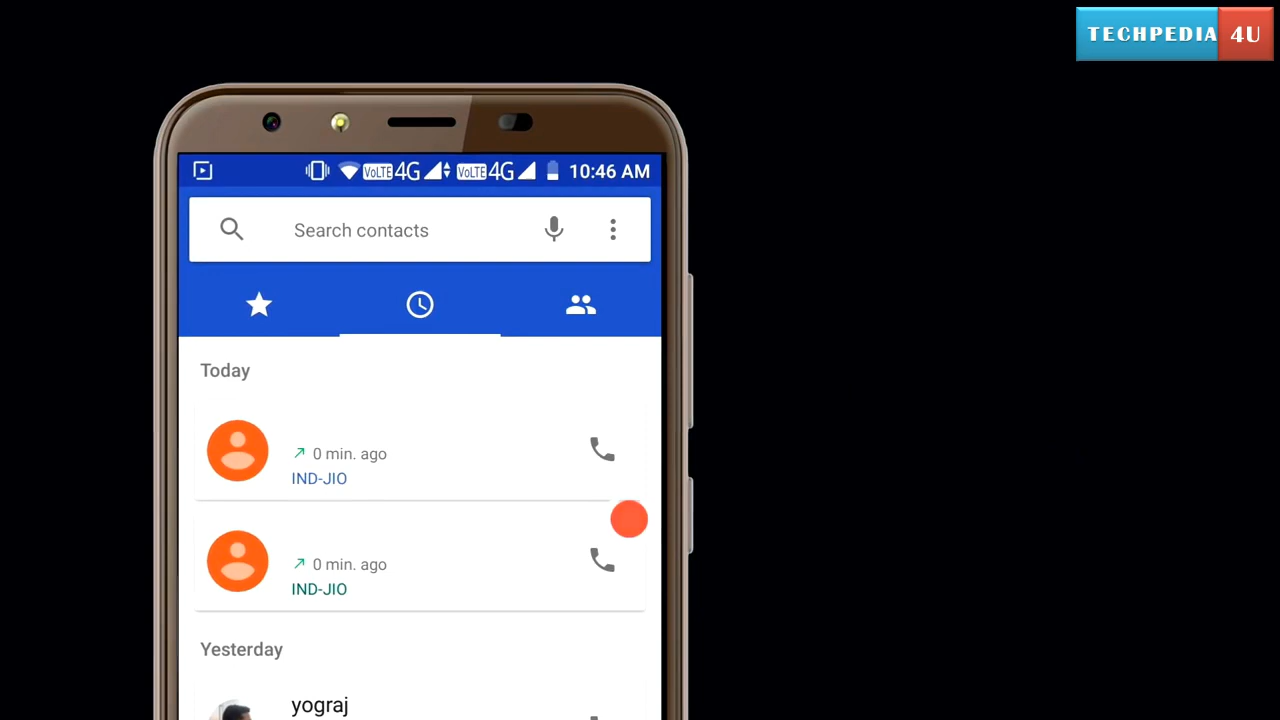 TECHPEDIA 4U
VoLTE 4G VoLTE 4G 10:46 AM
Search contacts
Today
0 min. ago
IND-JIO
0 min. ago
IND-JIO
Yesterday
yograj